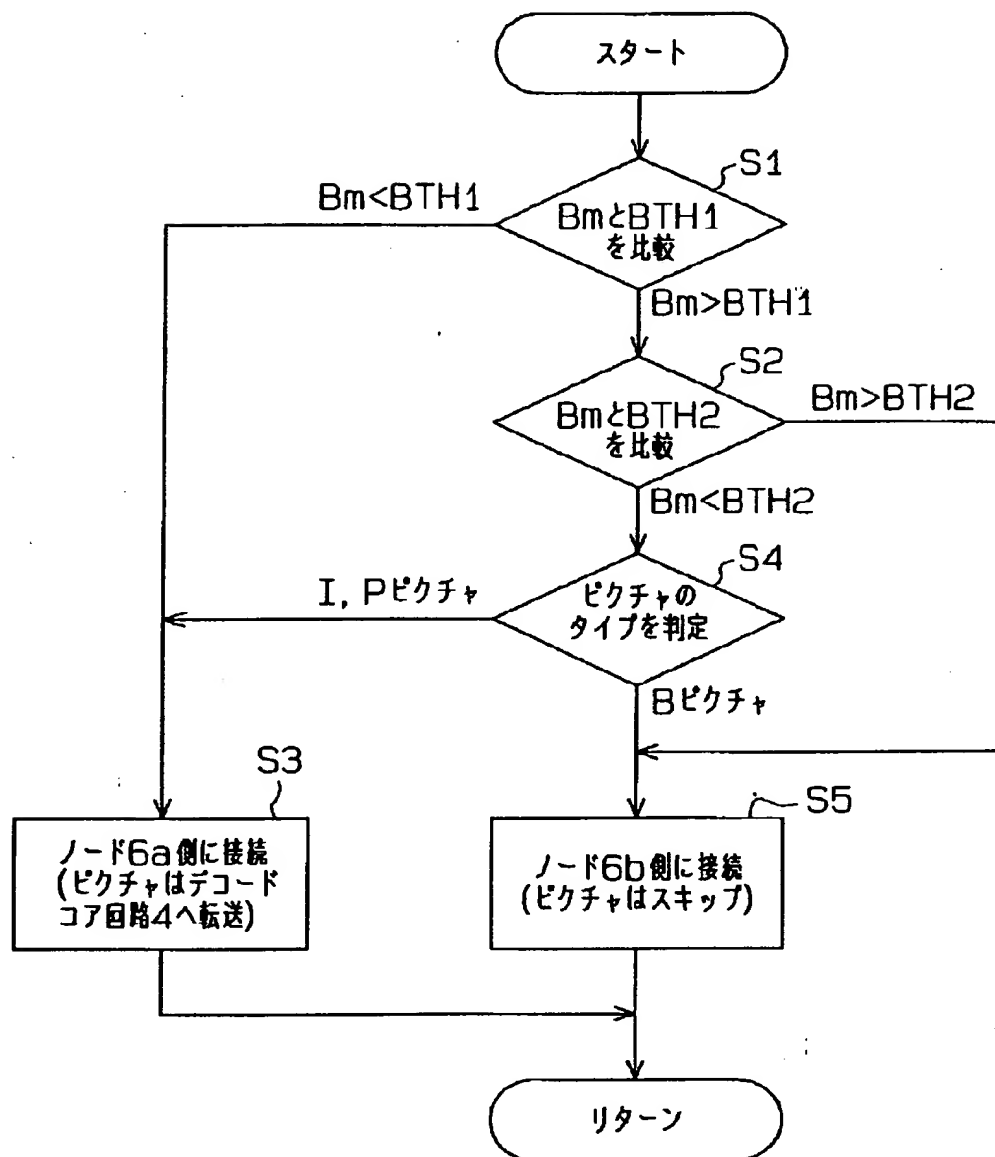 スタート
S1
Bm<BTH1
BmとBTH1
を比較
Bm>BTH1
S2
Bm>BTH2
BmとBTH2
を比較
Bm<BTH2
S4
I, Pピクチャ
ピクチャの
タイプを判定
Bピクチャ
S3
S5
ノード6a側に接続
(ピクチャはデコード
コア回路4へ転送)
ノード6b側に接続
(ピクチャはスキップ)
リターン